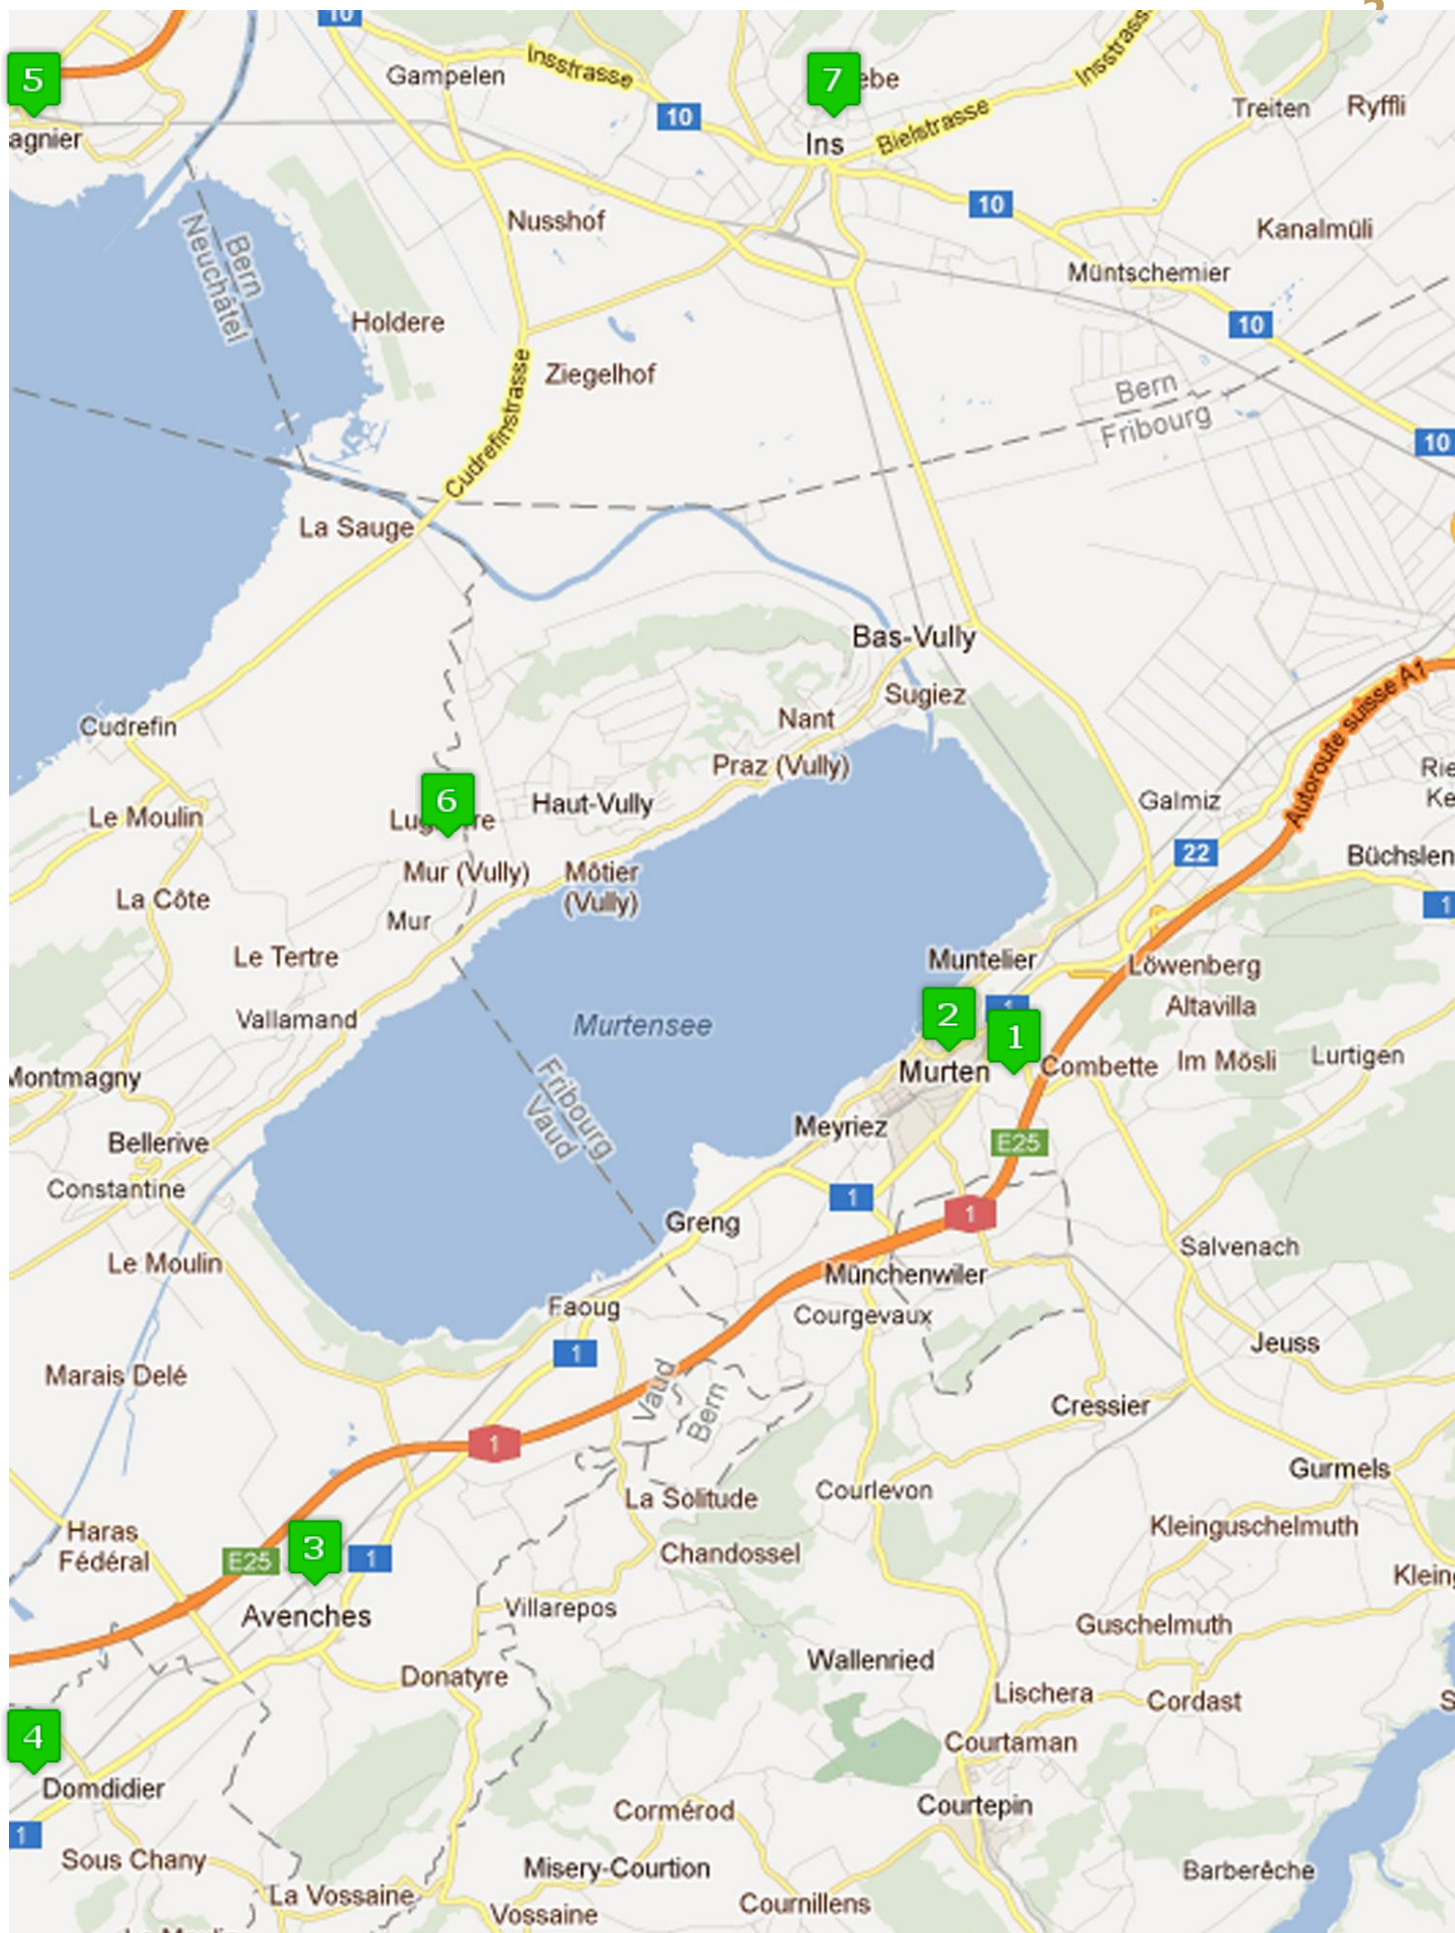 10
5
Gampelen
Insstrasse
7
Insstrasse
10
Treiten
Ryffli
Bielstrasse
Ins
10
Nusshof
Kanalmüli
Bern
Neuchâtel
Müntschemier
Holdere
10
Ziegelhof
Bern
Fribourg
10
Cudrefinstrasse
La Sauge
Bas-Vully
Autoroute suisse A1
Sugiez
Cudrefin
Nant
Praz (Vully)
6
Haut-Vully
Galmiz
Le Moulin
22
Mur (Vully)
Môtier
(Vully)
La Côte
1
Mur
Le Tertre
Muntelier
Löwenberg
Altavilla
2
1
1
Vallamand
Murtensee
Murten
Combette
Im Mösli
Lurtigen
Montmagny
Fribourg
Vaud
Meyriez
Bellerive
E25
Constantine
1
1
Greng
Salvenach
Le Moulin
Münchenwiler
Faoug
Courgevaux
1
Jeuss
Marais Delé
Vaud
Bern
Cressier
1
Gurmels
Courlevon
La Solitude
Kleinguschelmuth
Haras
Fédéral
E25
3
1
Chandossel
Avenches
Villarepos
Guschelmuth
Wallenried
Donatyre
Lischera
Cordast
4
Courtaman
Domdidier
Courtepin
Cormérod
1
Sous Chany
Misery-Courtion
Barberêche
La Vossaine
Cournillens
Vossaine